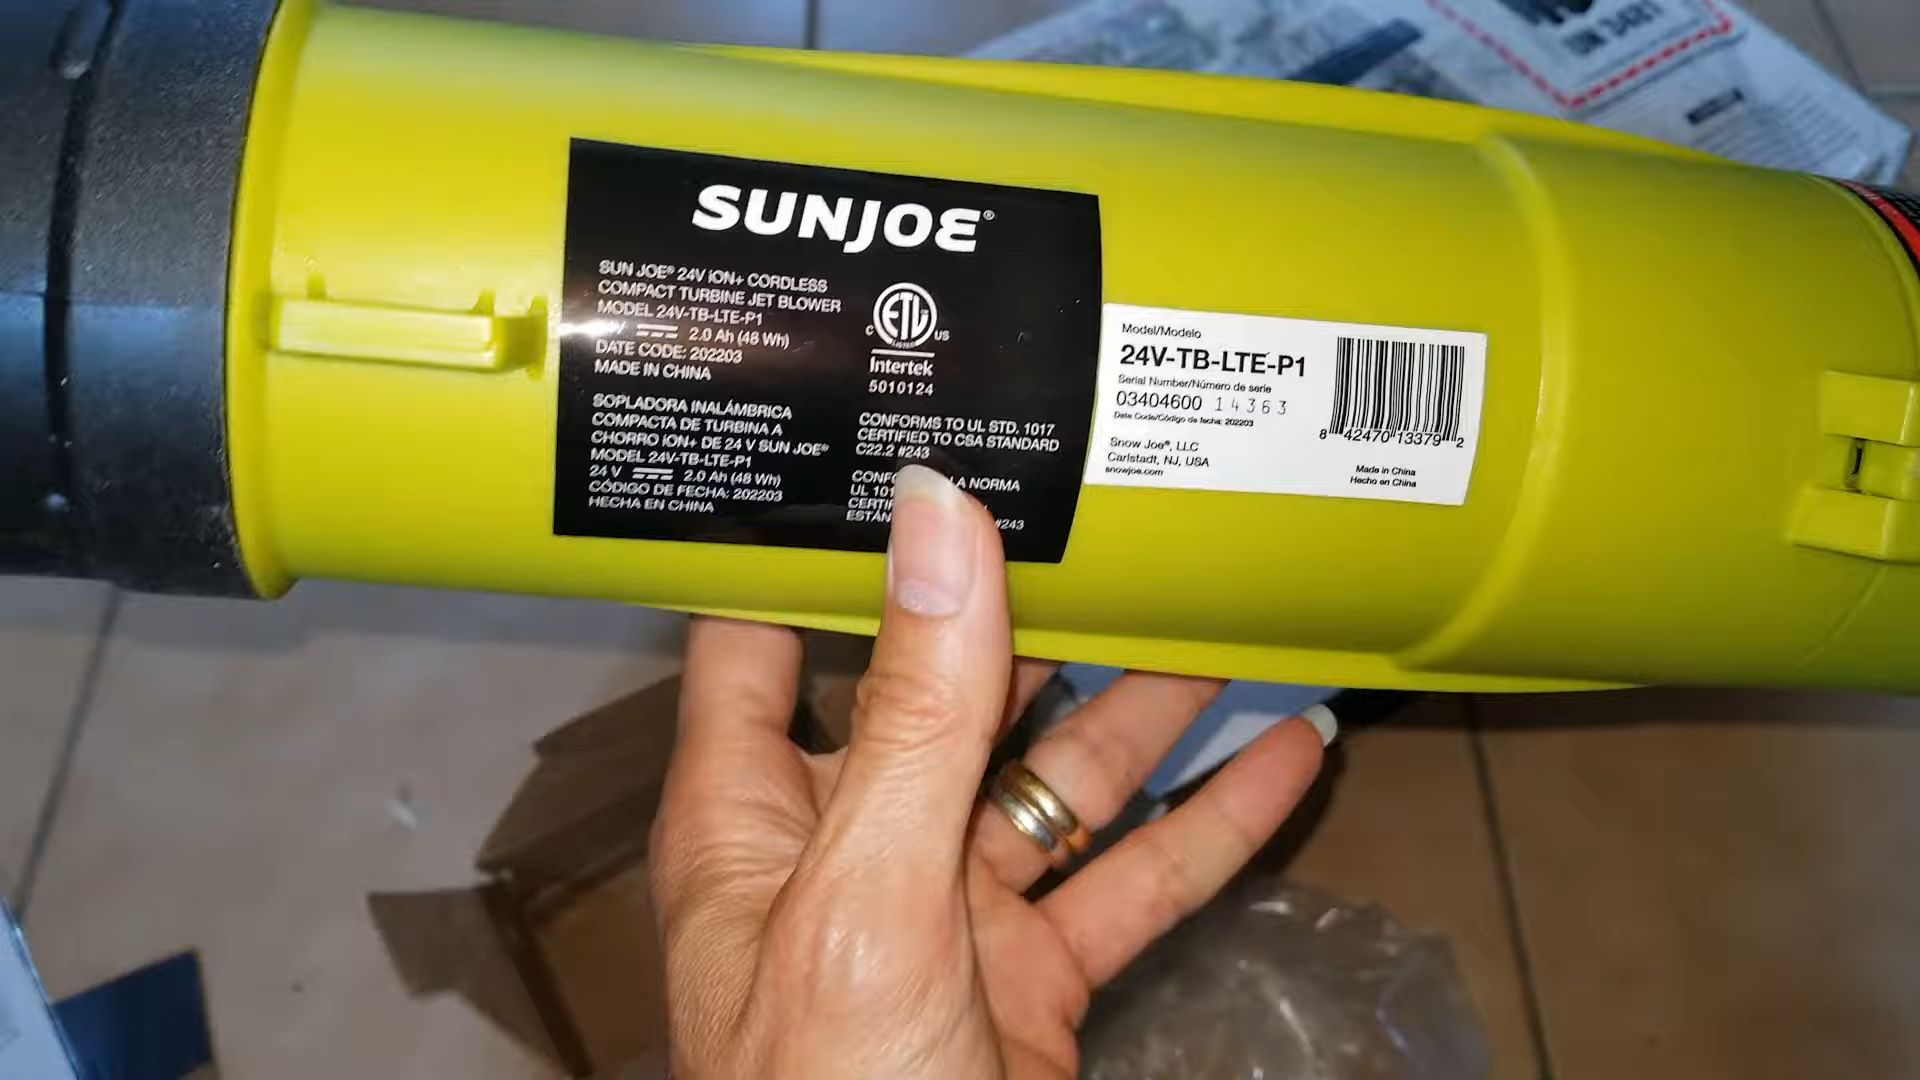 UN 3481
SUNJOE®
SUN JOE® 24V iON+ CORDLESS
COMPACT TURBINE JET BLOWER
MODEL 24V-TB-LTE-P1
V 2.0 Ah (48 Wh)
DATE CODE: 202203
MADE IN CHINA
SOPLADORA INALÁMBRICA
COMPACTA DE TURBINA A
CHORRO iON+ DE 24 V SUN JOE®
MODEL 24V-TB-LTE-P1
24 V 2.0 Ah (48 Wh)
CÓDIGO DE FECHA: 202203
HECHA EN CHINA
ETL
LISTED
C US
Intertek
5010124
CONFORMS TO UL STD. 1017
CERTIFIED TO CSA STANDARD
C22.2 #243
LA NORMA
UL
#243
Model/Modelo
24V-TB-LTE-P1
Serial Number/Número de serie
03404600 14363
Date Code/Código de fecha: 202203
Snow Joe®, LLC
Carlstadt, NJ, USA
snowjoe.com
8 42470 13379 2
Made in China
Hecho en China